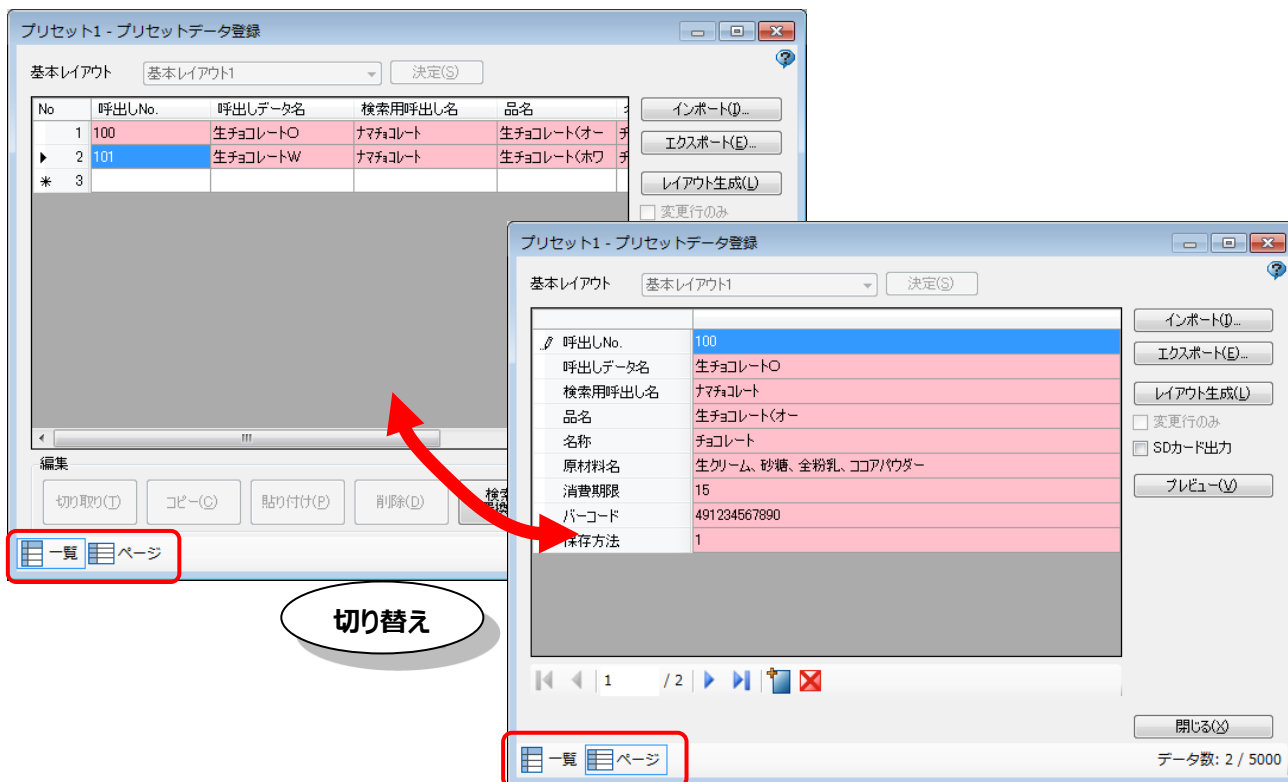 プリセット1 - プリセットデータ登録
基本レイアウト 基本レイアウト1 決定(S)
No 呼出しNo. 呼出しデータ名 検索用呼出し名 品名
1 100 生チョコレートO ナマチョコレート 生チョコレート(オー チ
2 101 生チョコレートW ナマチョコレート 生チョコレート(ホワ チ
3
インポート(I)...
エクスポート(E)...
レイアウト生成(L)
変更行のみ
編集
切り取り(T) コピー(C) 貼り付け(P) 削除(D) 検索
一覧 ページ
切り替え
プリセット1 - プリセットデータ登録
基本レイアウト 基本レイアウト1 決定(S)
呼出しNo. 100
呼出しデータ名 生チョコレートO
検索用呼出し名 ナマチョコレート
品名 生チョコレート(オー
名称 チョコレート
原材料名 生クリーム、砂糖、全粉乳、ココアパウダー
消費期限 15
バーコード 491234567890
保存方法 1
インポート(I)...
エクスポート(E)...
レイアウト生成(L)
変更行のみ
SDカード出力
プレビュー(V)
1 / 2
閉じる(X)
一覧 ページ データ数: 2 / 5000